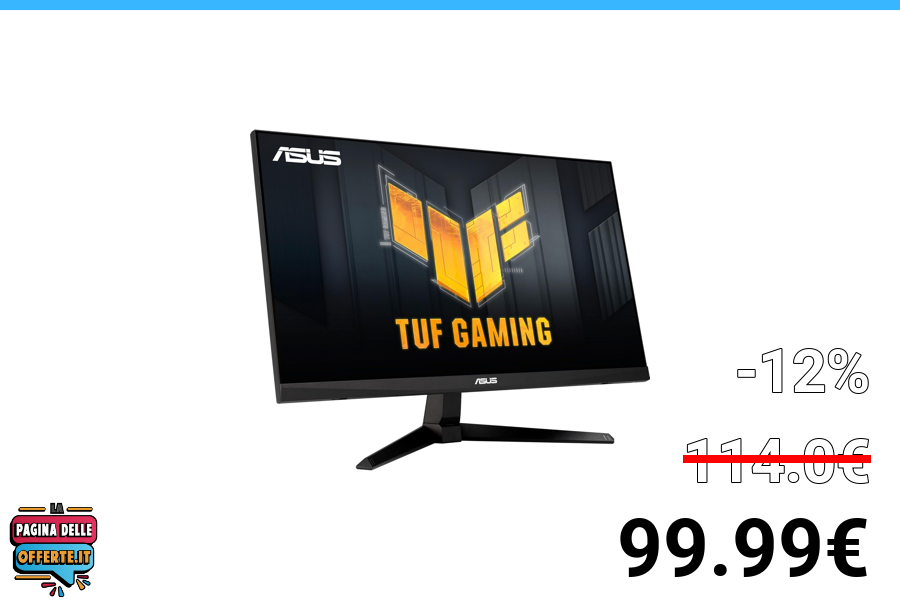 ASUS
TUF GAMING
ASUS
-12%
114.0€
99.99€
LA
PAGINA DELLE
OFFERTE.IT